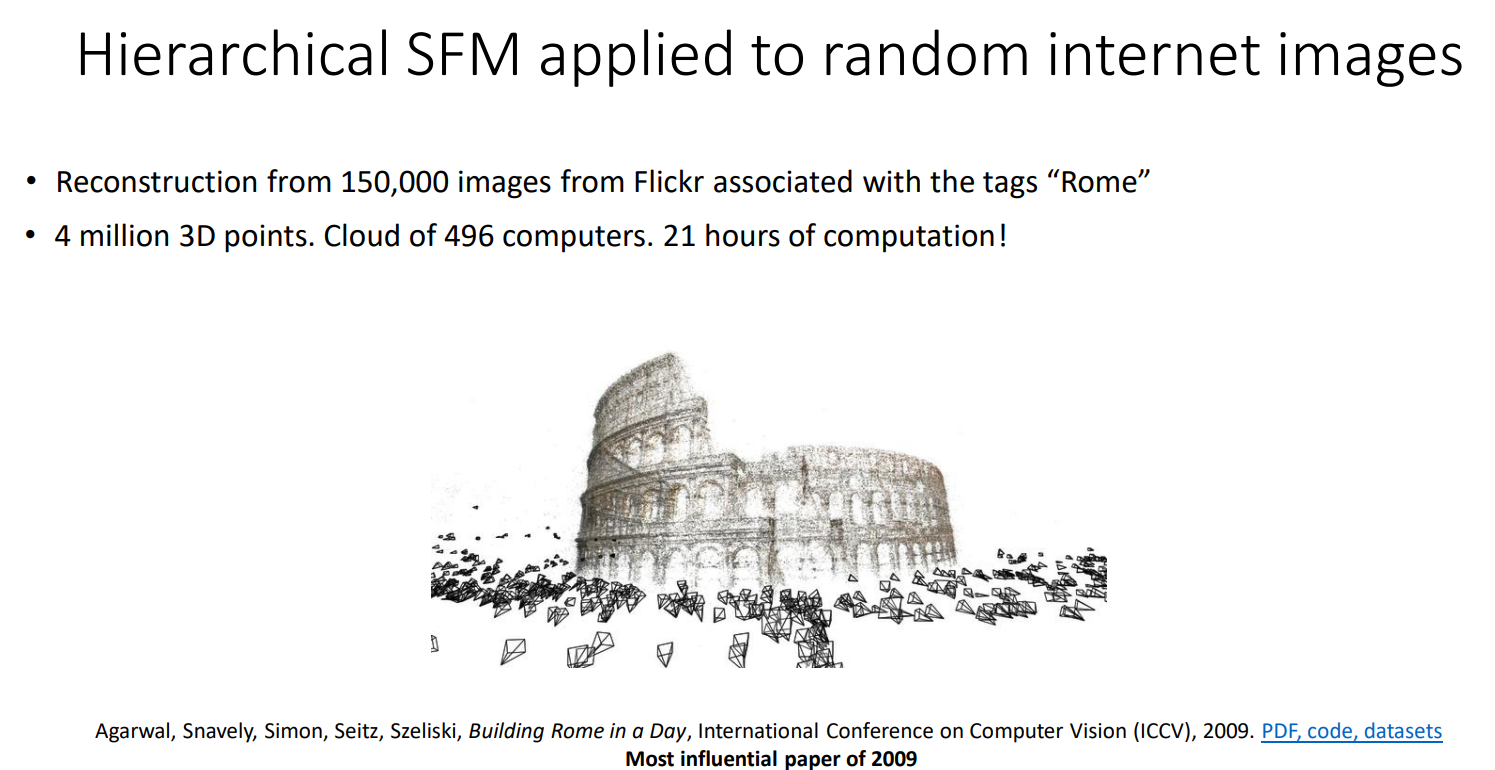 Hierarchical SFM applied to random internet images
• Reconstruction from 150,000 images from Flickr associated with the tags “Rome”
• 4 million 3D points. Cloud of 496 computers. 21 hours of computation!
Agarwal, Snavely, Simon, Seitz, Szeliski, Building Rome in a Day, International Conference on Computer Vision (ICCV), 2009. PDF, code, datasets
Most influential paper of 2009